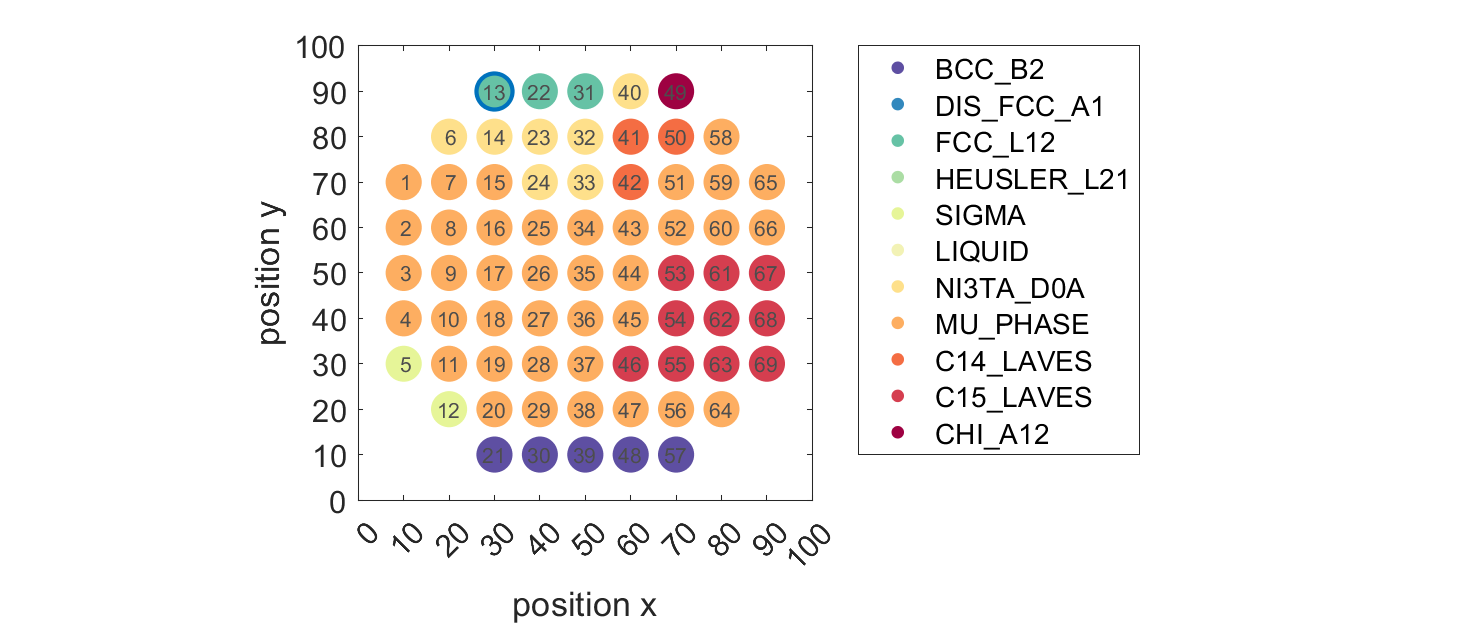 100
90
80
70
60
50
40
30
20
10
0
position y
13 22 31 40 49
6 14 23 32 41 50 58
1 7 15 24 33 42 51 59 65
2 8 16 25 34 43 52 60 66
3 9 17 26 35 44 53 61 67
4 10 18 27 36 45 54 62 68
5 11 19 28 37 46 55 63 69
12 20 29 38 47 56 64
21 30 39 48 57
0 10 20 30 40 50 60 70 80 90 100
position x
BCC_B2
DIS_FCC_A1
FCC_L12
HEUSLER_L21
SIGMA
LIQUID
NI3TA_D0A
MU_PHASE
C14_LAVES
C15_LAVES
CHI_A12